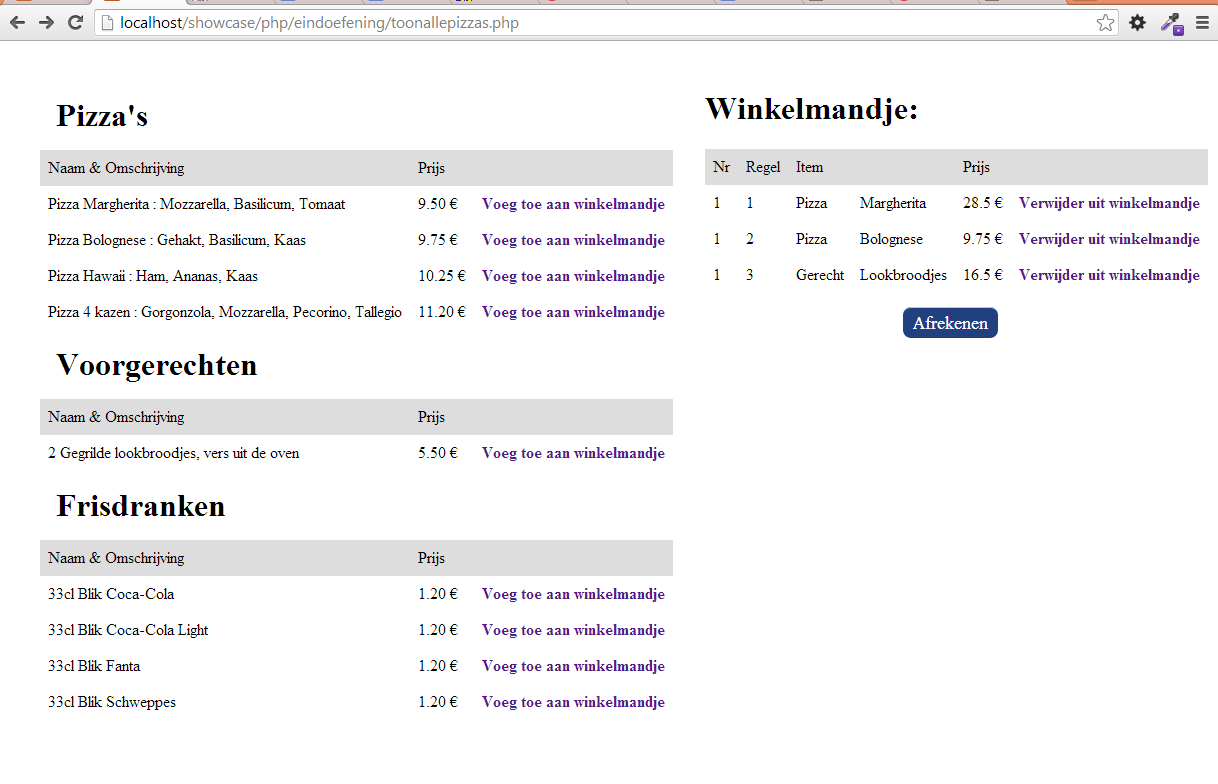 localhost/showcase/php/eindoefening/toonallepizzas.php
Pizza's
Naam & Omschrijving Prijs
Pizza Margherita : Mozzarella, Basilicum, Tomaat 9.50 € Voeg toe aan winkelmandje
Pizza Bolognese : Gehakt, Basilicum, Kaas 9.75 € Voeg toe aan winkelmandje
Pizza Hawaii : Ham, Ananas, Kaas 10.25 € Voeg toe aan winkelmandje
Pizza 4 kazen : Gorgonzola, Mozzarella, Pecorino, Tallegio 11.20 € Voeg toe aan winkelmandje
Voorgerechten
Naam & Omschrijving Prijs
2 Gegrilde lookbroodjes, vers uit de oven 5.50 € Voeg toe aan winkelmandje
Frisdranken
Naam & Omschrijving Prijs
33cl Blik Coca-Cola 1.20 € Voeg toe aan winkelmandje
33cl Blik Coca-Cola Light 1.20 € Voeg toe aan winkelmandje
33cl Blik Fanta 1.20 € Voeg toe aan winkelmandje
33cl Blik Schweppes 1.20 € Voeg toe aan winkelmandje
Winkelmandje:
Nr Regel Item Prijs
1 1 Pizza Margherita 28.5 € Verwijder uit winkelmandje
1 2 Pizza Bolognese 9.75 € Verwijder uit winkelmandje
1 3 Gerecht Lookbroodjes 16.5 € Verwijder uit winkelmandje
Afrekenen